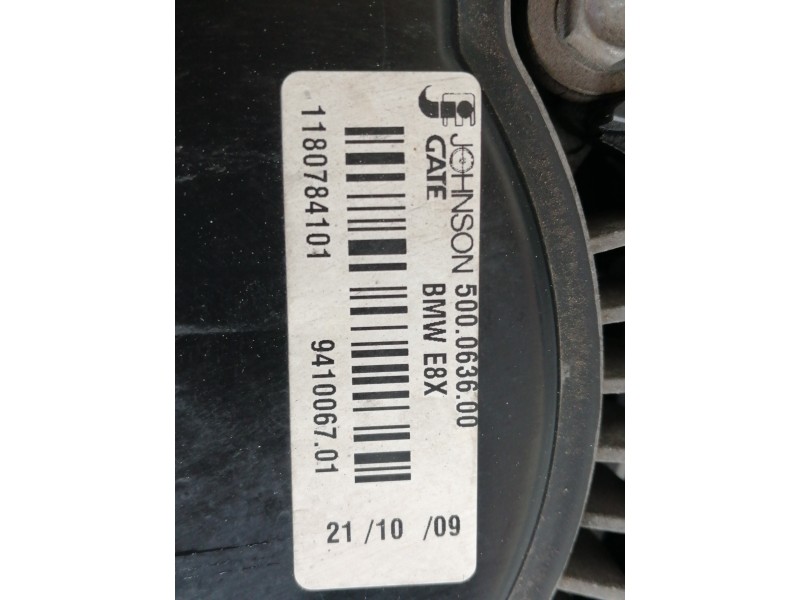 JOHNSON 500.0636.00
GATE BMW E8X
1180784101 9410067.01
21 /10 /09